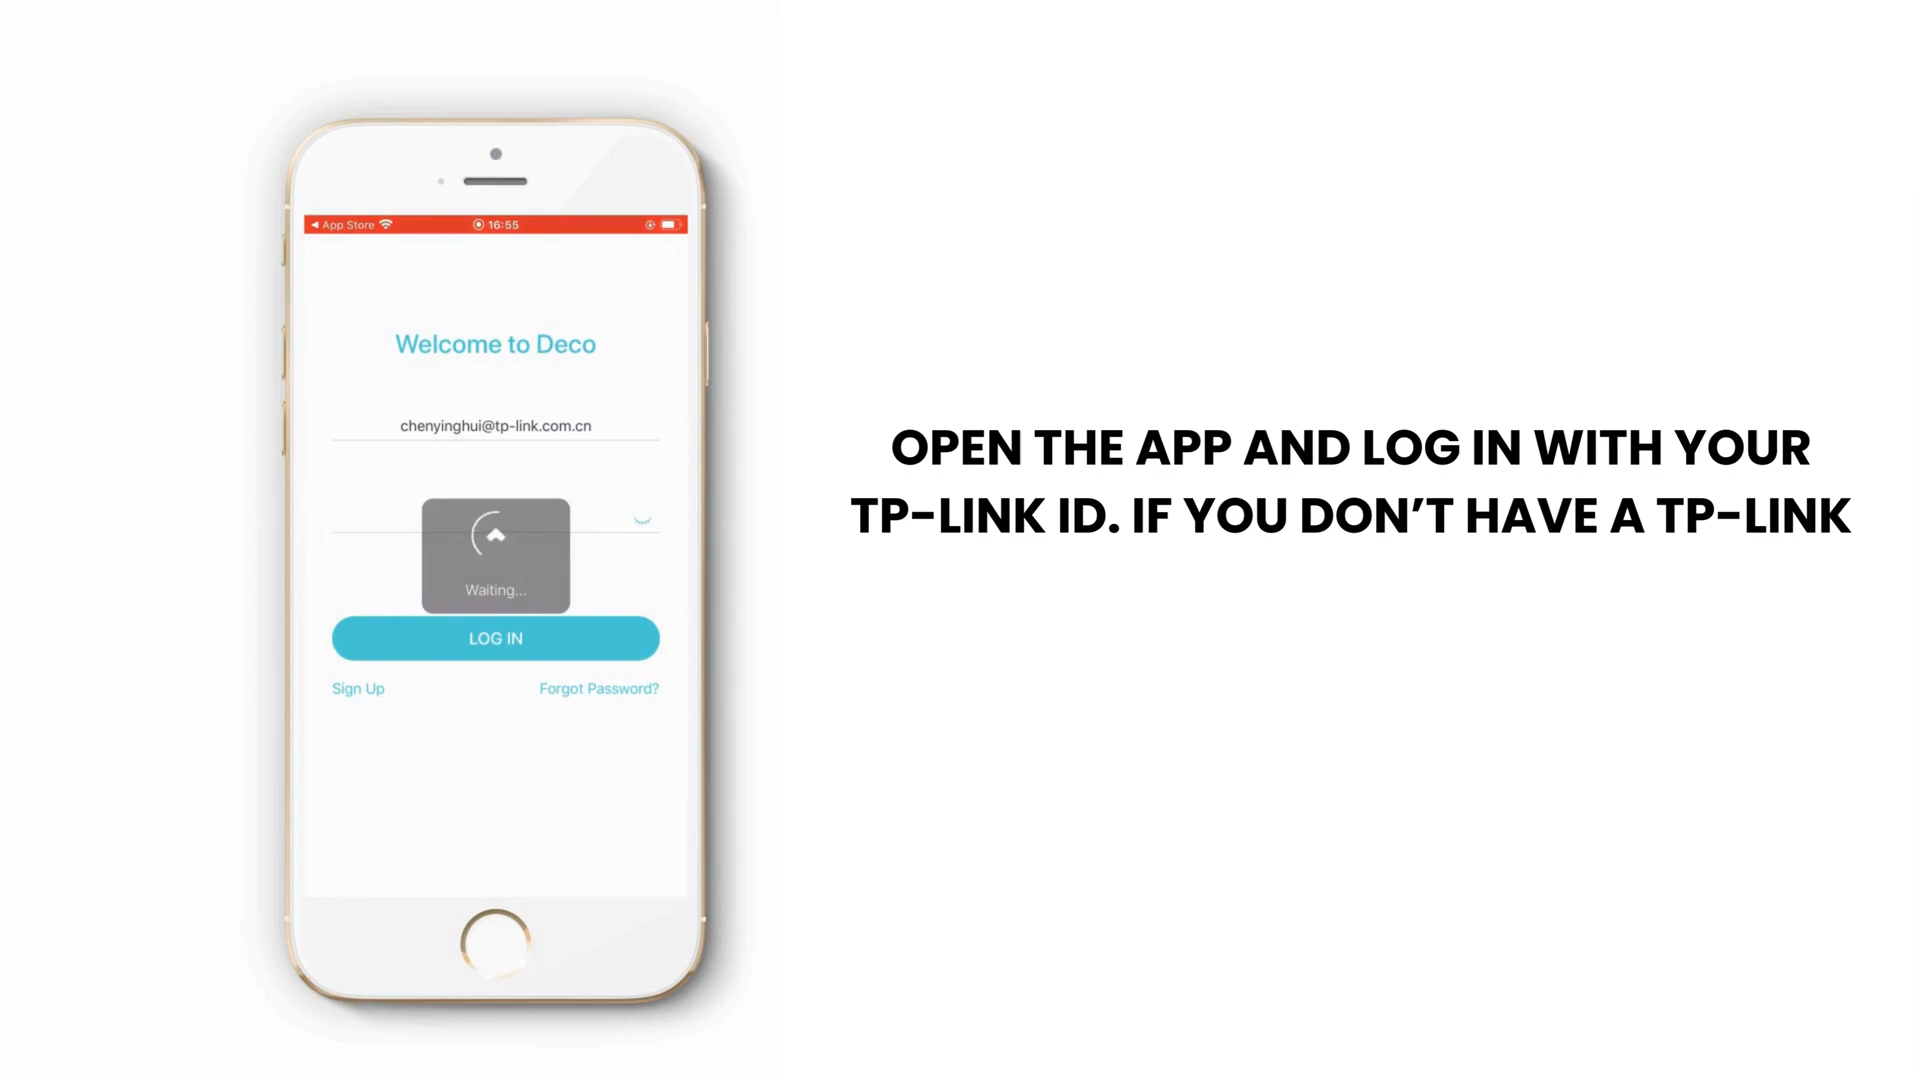 App Store
16:55
Welcome to Deco
chenyinghui@tp-link.com.cn
Waiting...
LOG IN
Sign Up
Forgot Password?
OPEN THE APP AND LOG IN WITH YOUR
TP-LINK ID. IF YOU DON’T HAVE A TP-LINK